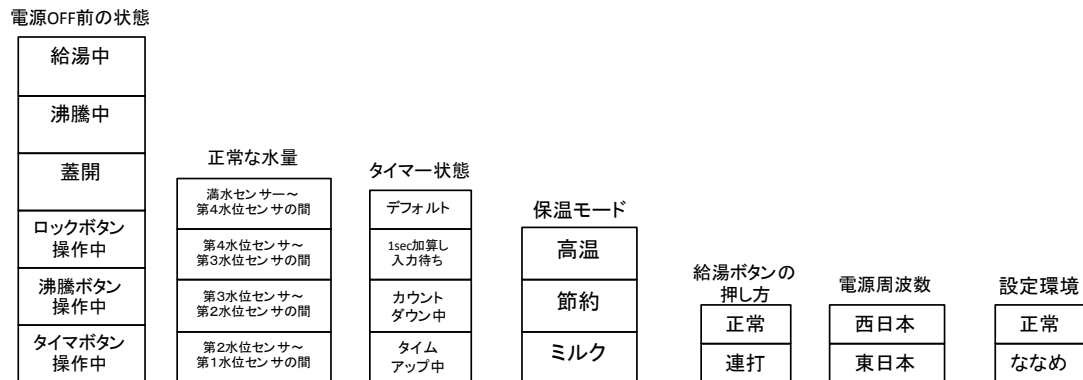 電源OFF前の状態
給湯中
沸騰中
蓋開
ロックボタン
操作中
沸騰ボタン
操作中
タイマボタン
操作中
正常な水量
満水センサー～
第4水位センサの間
第4水位センサ～
第3水位センサの間
第3水位センサ～
第2水位センサの間
第2水位センサ～
第1水位センサの間
タイマー状態
デフォルト
1sec加算し
入力待ち
カウント
ダウン中
タイム
アップ中
保温モード
高温
節約
ミルク
給湯ボタンの
押し方
正常
連打
電源周波数
西日本
東日本
設定環境
正常
ななめ